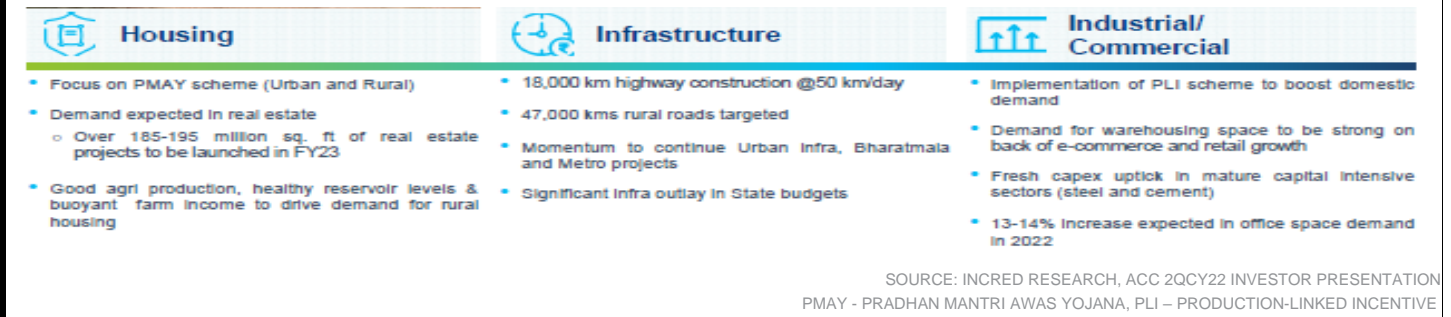 Housing
• Focus on PMAY scheme (Urban and Rural)
• Demand expected in real estate
○ Over 185-195 million sq. ft of real estate
projects to be launched in FY23
• Good agri production, healthy reservoir levels &
buoyant farm income to drive demand for rural
housing
Infrastructure
• 18,000 km highway construction @50 km/day
• 47,000 kms rural roads targeted
• Momentum to continue Urban Infra, Bharatmala
and Metro projects
• Significant infra outlay in State budgets
Industrial/
Commercial
• Implementation of PLI scheme to boost domestic
demand
• Demand for warehousing space to be strong on
back of e-commerce and retail growth
• Fresh capex uptick in mature capital intensive
sectors (steel and cement)
• 13-14% increase expected in office space demand
in 2022
SOURCE: INCRED RESEARCH, ACC 2QCY22 INVESTOR PRESENTATION
PMAY - PRADHAN MANTRI AWAS YOJANA, PLI – PRODUCTION-LINKED INCENTIVE